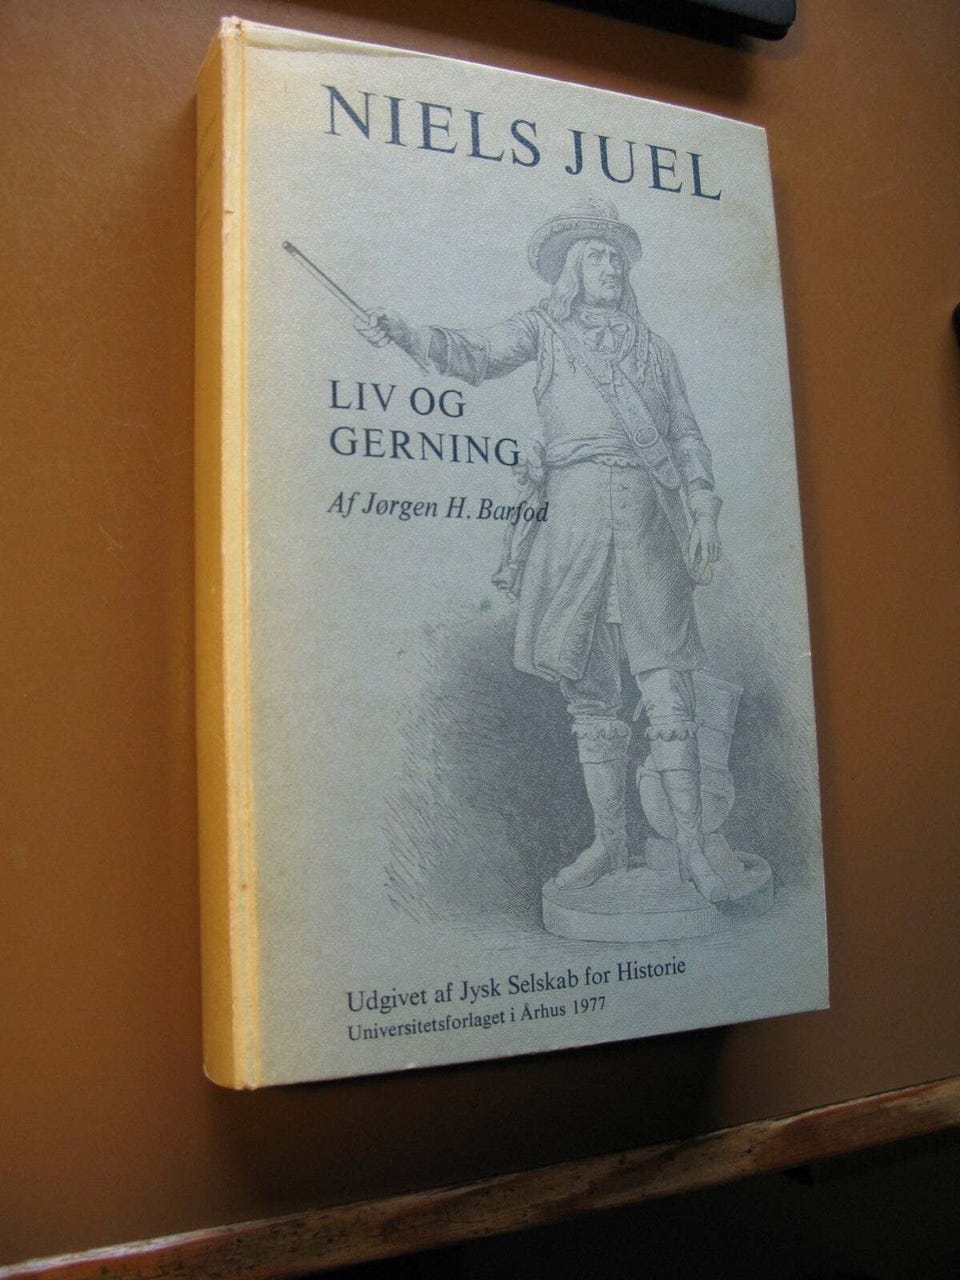 NIELS JUEL
LIV OG
GERNING
Af Jørgen H. Barfod
Udgivet af Jysk Selskab for Historie
Universitetsforlaget i Århus 1977